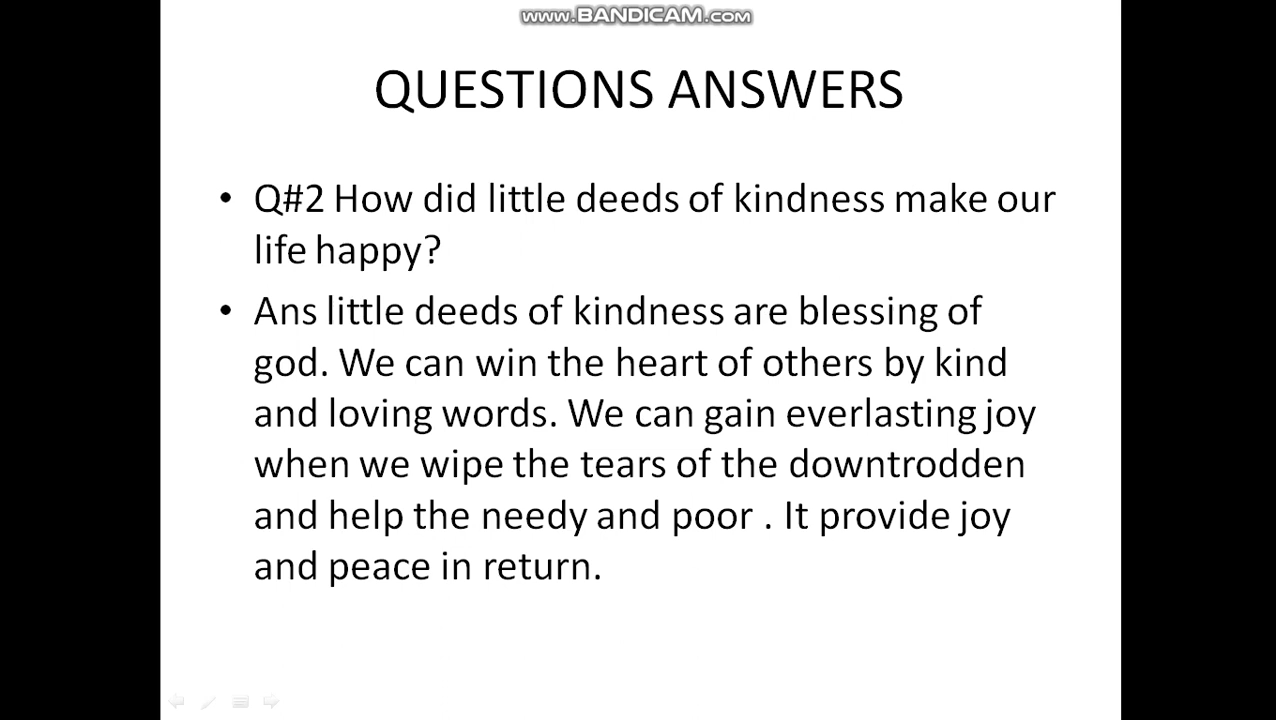 www.BANDICAM.com
QUESTIONS ANSWERS
• Q#2 How did little deeds of kindness make our
life happy?
• Ans little deeds of kindness are blessing of
god. We can win the heart of others by kind
and loving words. We can gain everlasting joy
when we wipe the tears of the downtrodden
and help the needy and poor . It provide joy
and peace in return.